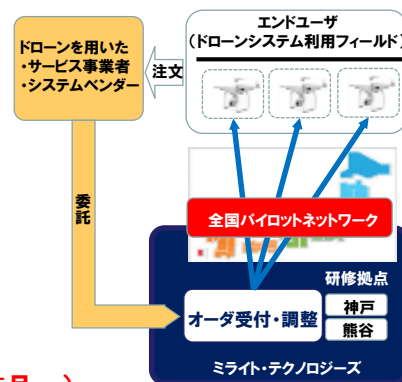 エンドユーザ
(ドローンシステム利用フィールド)
ドローンを用いた
・サービス事業者
・システムベンダー
注文
委託
全国パイロットネットワーク
研修拠点
オーダ受付・調整
神戸
熊谷
ミライト・テクノロジーズ